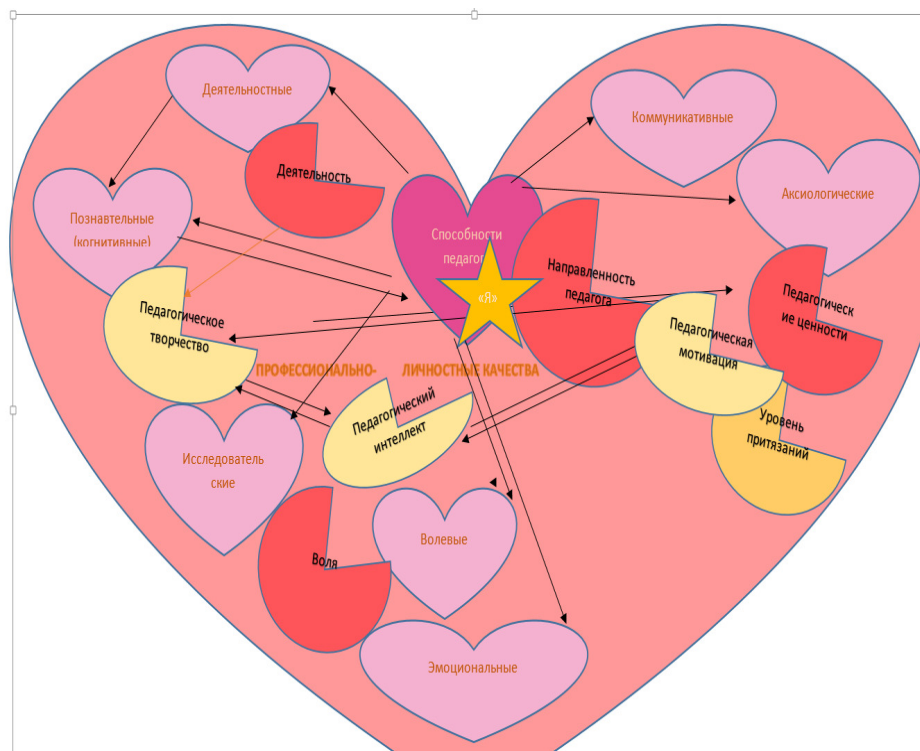 Деятельностные
Коммуникативные
Деятельность
Аксиологические
Познавтельные
(когнитивные)
Способности
педагог
«Я»
Направленность
педагога
Педагогическ
ие ценности
Педагогическое
творчество
Педагогическая
мотивация
ПРОФЕССИОНАЛЬНО- ЛИЧНОСТНЫЕ КАЧЕСТВА
Педагогический
интеллект
Уровень
притязаний
Исследователь
ские
Волевые
Воля
Эмоциональные